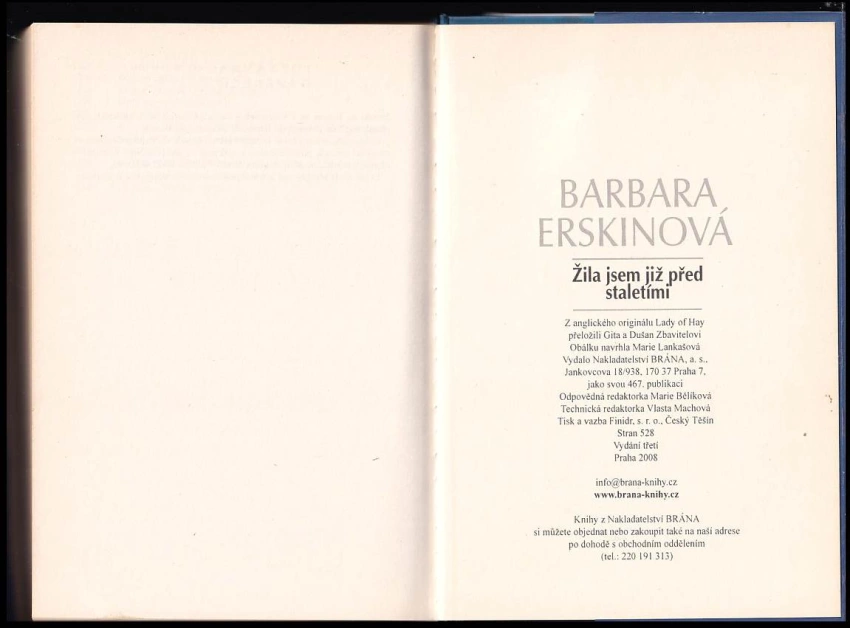 BARBARA
ERSKINOVÁ
Žila jsem již před
staletími
Z anglického originálu Lady of Hay
přeložili Gita a Dušan Zbavitelovi
Obálku navrhla Marie Lankašová
Vydalo Nakladatelství BRÁNA, a. s.,
Jankovcova 18/938, 170 37 Praha 7,
jako svou 467. publikaci
Odpovědná redaktorka Marie Bělíková
Technická redaktorka Vlasta Machová
Tisk a vazba Finidr, s. r. o., Český Těšín
Stran 528
Vydání třetí
Praha 2008
info@brana-knihy.cz
www.brana-knihy.cz
Knihy z Nakladatelství BRÁNA
si můžete objednat nebo zakoupit také na naší adrese
po dohodě s obchodním oddělením
(tel.: 220 191 313)